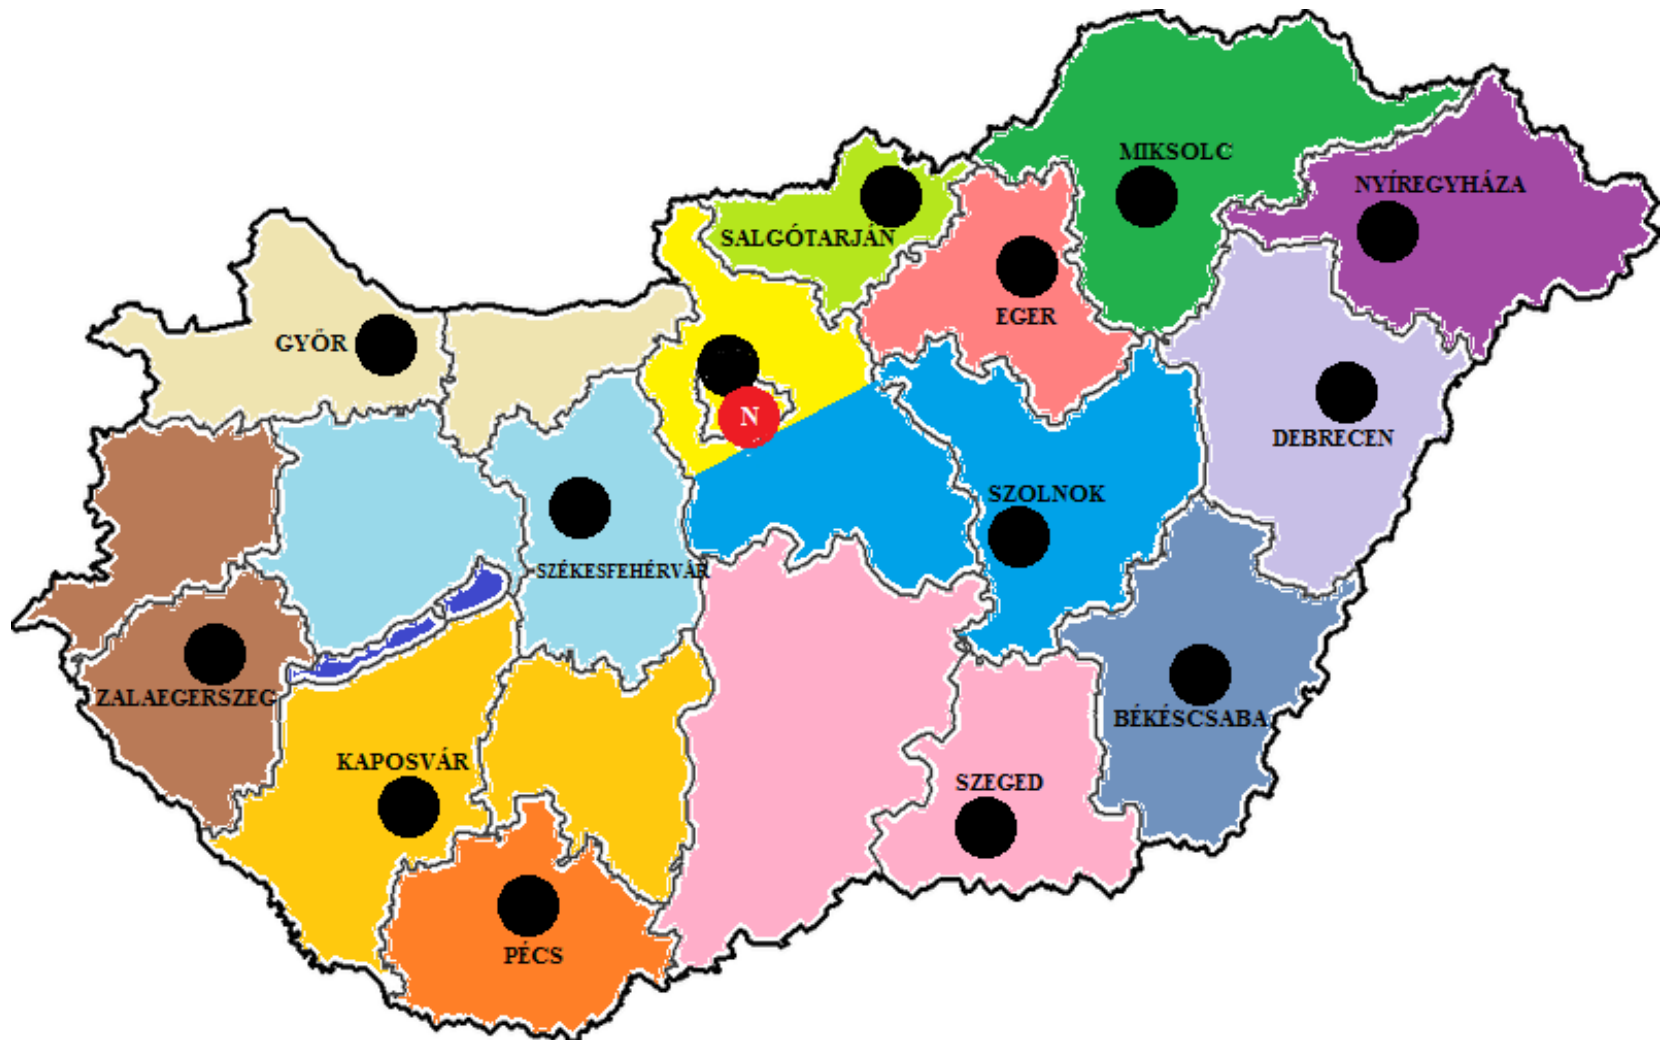 MIKSOLC
NYÍREGYHÁZA
SALGÓTARJÁN
EGER
GYŐR
N
DEBRECEN
SZOLNOK
SZÉKESFEHÉRVÁR
ZALAEGERSZEG
BÉKÉSCSABA
KAPOSVÁR
SZEGED
PÉCS